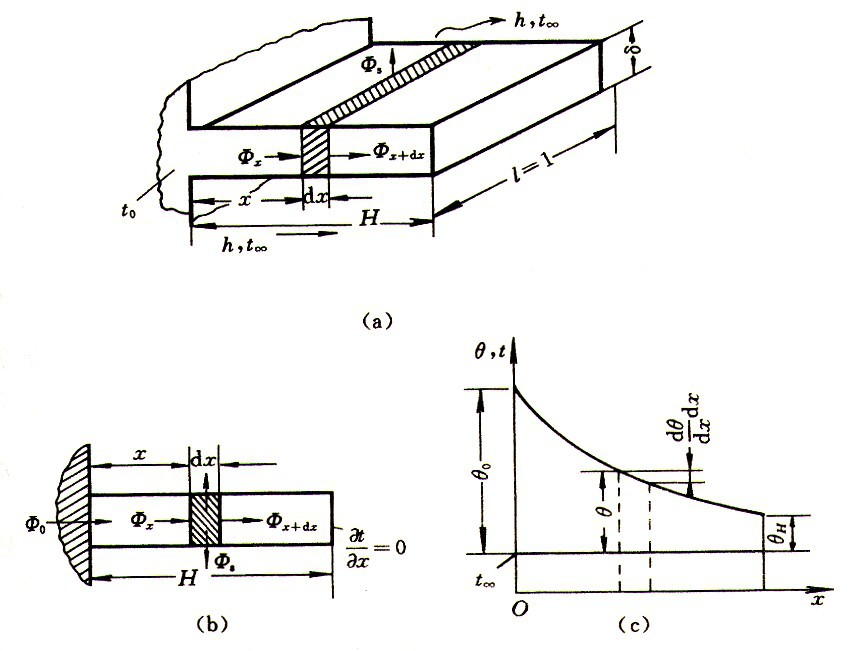 h,t∞
Φs
δ
Φx
Φx+dx
l=1
t0
x
dx
H
h,t∞
(a)
θ,t
x
dx
dθ/dx dx
θ0
Φ0
Φx
Φx+dx
∂t/∂x=0
θ
θH
Φs
H
t∞
O
x
(b)
(c)